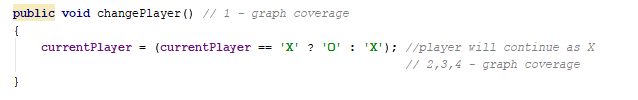 public void changePlayer() // 1 - graph coverage
{
currentPlayer = (currentPlayer == 'X' ? 'O' : 'X'); //player will continue as X
// 2,3,4 - graph coverage
}